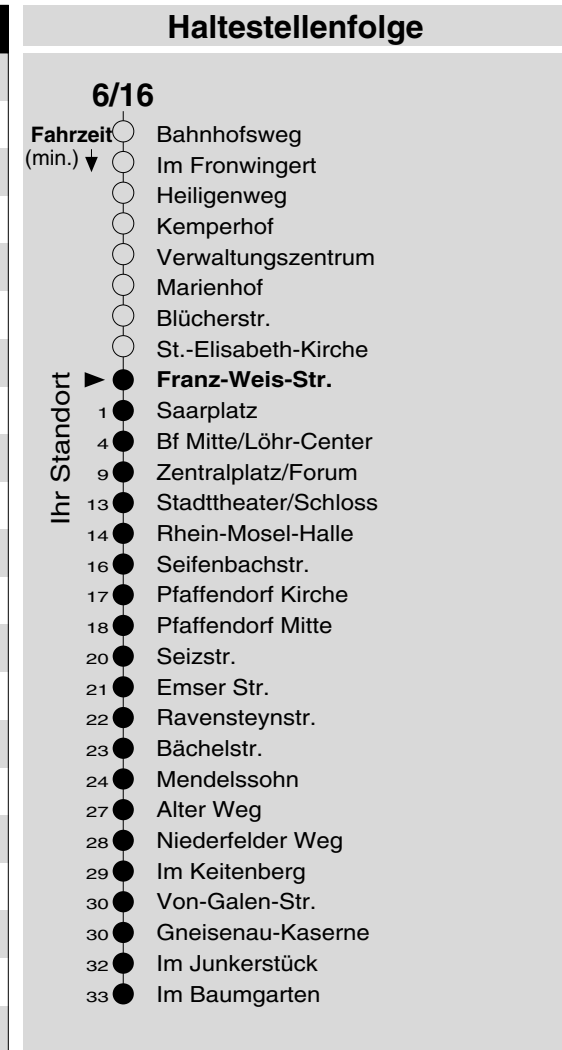 Haltestellenfolge
6/16
Fahrzeit Bahnhofsweg
(min.) Im Fronwingert
Heiligenweg
Kemperhof
Verwaltungszentrum
Marienhof
Blücherstr.
St.-Elisabeth-Kirche
Ihr Standort
Franz-Weis-Str.
1 Saarplatz
4 Bf Mitte/Löhr-Center
9 Zentralplatz/Forum
13 Stadttheater/Schloss
14 Rhein-Mosel-Halle
16 Seifenbachstr.
17 Pfaffendorf Kirche
18 Pfaffendorf Mitte
20 Seizstr.
21 Emser Str.
22 Ravensteynstr.
23 Bächelstr.
24 Mendelssohn
27 Alter Weg
28 Niederfelder Weg
29 Im Keitenberg
30 Von-Galen-Str.
30 Gneisenau-Kaserne
32 Im Junkerstück
33 Im Baumgarten